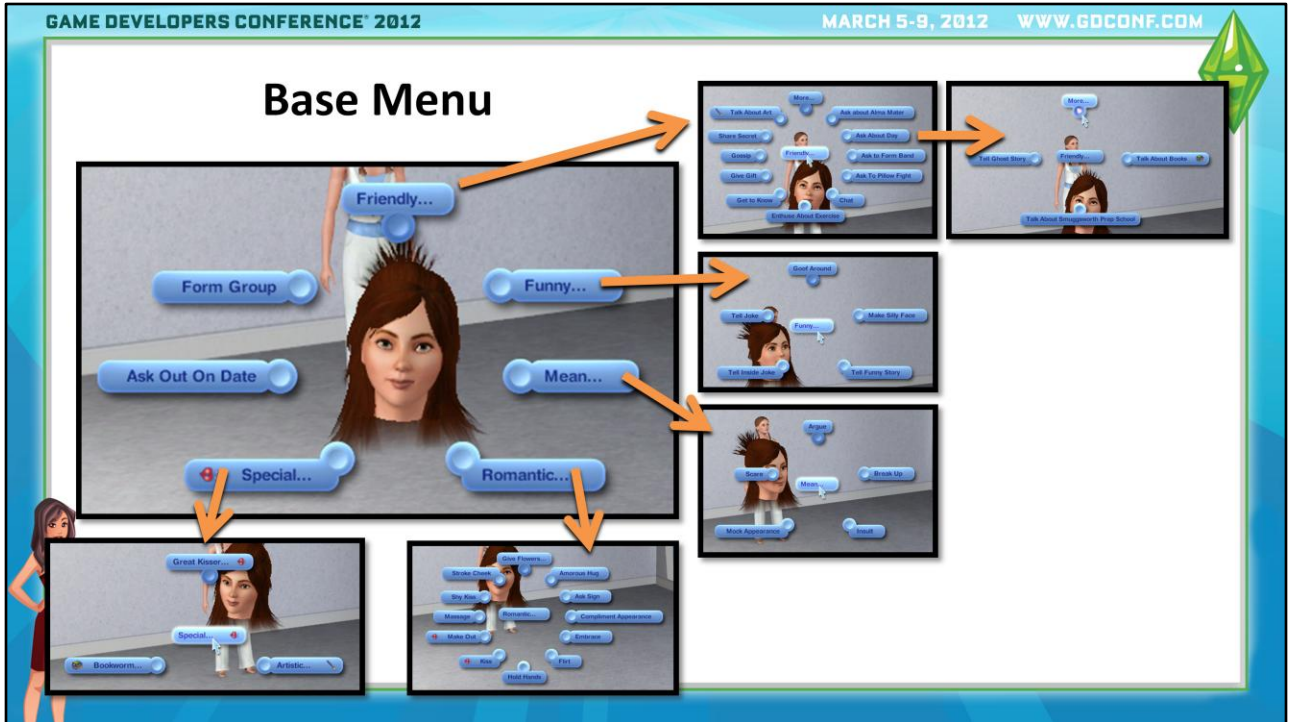 GAME DEVELOPERS CONFERENCE® 2012
MARCH 5-9, 2012 WWW.GDCONF.COM
Base Menu
Friendly...
Form Group
Funny...
Ask Out On Date
Mean...
Special...
Romantic...
More...
Talk About Art
Ask about Alma Mater
Share Secret
Ask About Day
Gossip
Friendly...
Ask to Form Band
Give Gift
Ask To Pillow Fight
Get to Know
Chat
Enthuse About Exercise
More...
Tell Ghost Story
Friendly...
Talk About Books
Talk About Smuggsworth Prep School
Goof Around
Tell Joke
Make Silly Face
Funny...
Tell Inside Joke
Tell Funny Story
Argue
Scare
Break Up
Mean...
Mock Appearance
Insult
Great Kisser...
Special...
Bookworm...
Artistic...
Give Flowers...
Stroke Cheek
Amorous Hug
Shy Kiss
Ask Sign
Massage
Romantic...
Compliment Appearance
Make Out
Embrace
Kiss
Flirt
Hold Hands